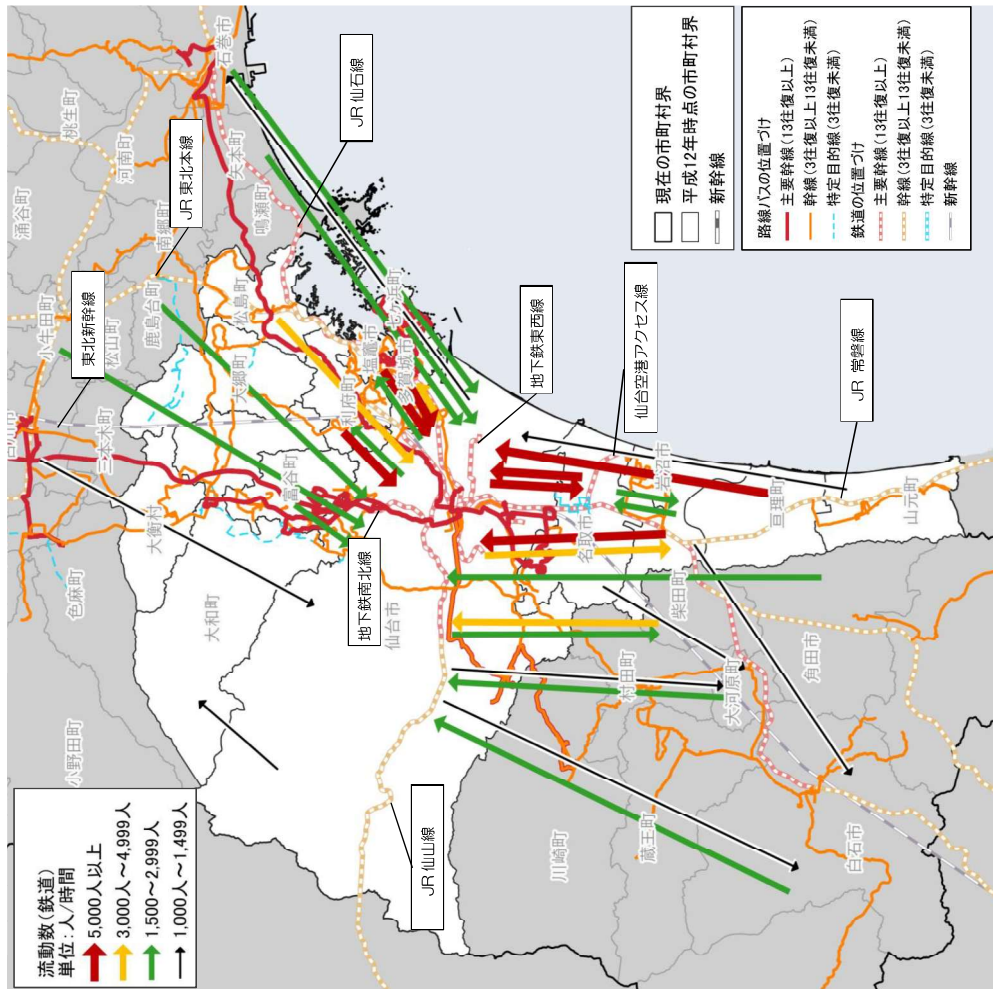 流動数(鉄道)
単位:人/時間
5,000人以上
3,000人～4,999人
1,500～2,999人
1,000人～1,499人
現在の市町村界
平成12年時点の市町村界
新幹線
路線バスの位置づけ
主要幹線(13往復以上)
幹線(3往復以上13往復未満)
特定目的線(3往復未満)
鉄道の位置づけ
主要幹線(13往復以上)
幹線(3往復以上13往復未満)
特定目的線(3往復未満)
新幹線
東北新幹線
JR東北本線
JR仙石線
地下鉄東西線
仙台空港アクセス線
JR 常磐線
地下鉄南北線
JR仙山線
小野田町
色麻町
大衡村
三本木町
松山町
小牛田町
涌谷町
鹿島台町
南郷町
河南町
桃生町
石巻市
矢本町
鳴瀬町
松島町
大郷町
大和町
富谷町
利府町
塩竈市
多賀城市
七ヶ浜町
仙台市
名取市
岩沼市
亘理町
山元町
柴田町
村田町
大河原町
角田市
川崎町
蔵王町
白石市